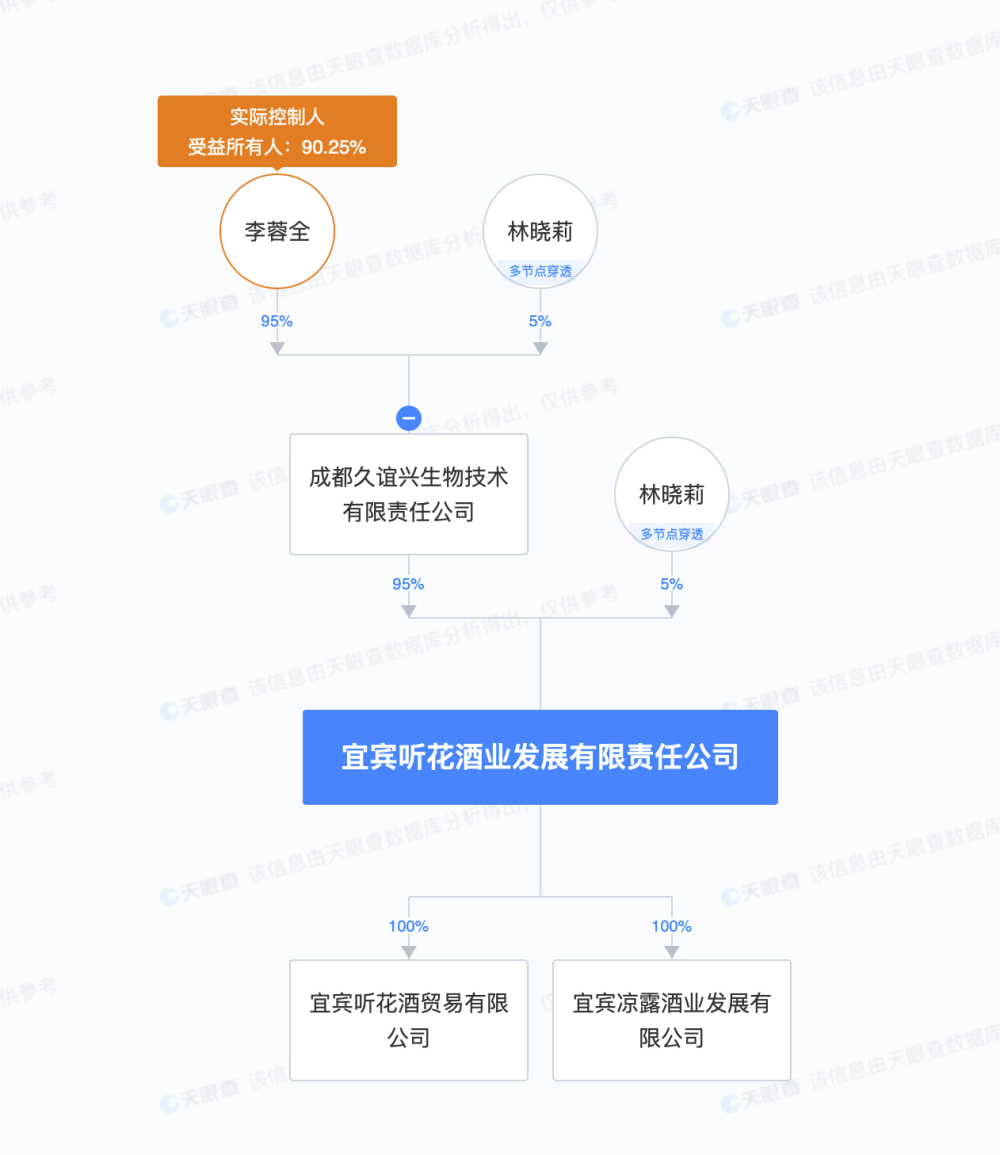 实际控制人
受益所有人：90.25%
李蓉全
林晓莉
多节点穿透
95%
5%
成都久谊兴生物技术
有限责任公司
林晓莉
多节点穿透
95%
5%
宜宾听花酒业发展有限责任公司
100%
100%
宜宾听花酒贸易有限
公司
宜宾凉露酒业发展有
限公司
天眼查 该信息由天眼查数据库分析得出，仅供参考